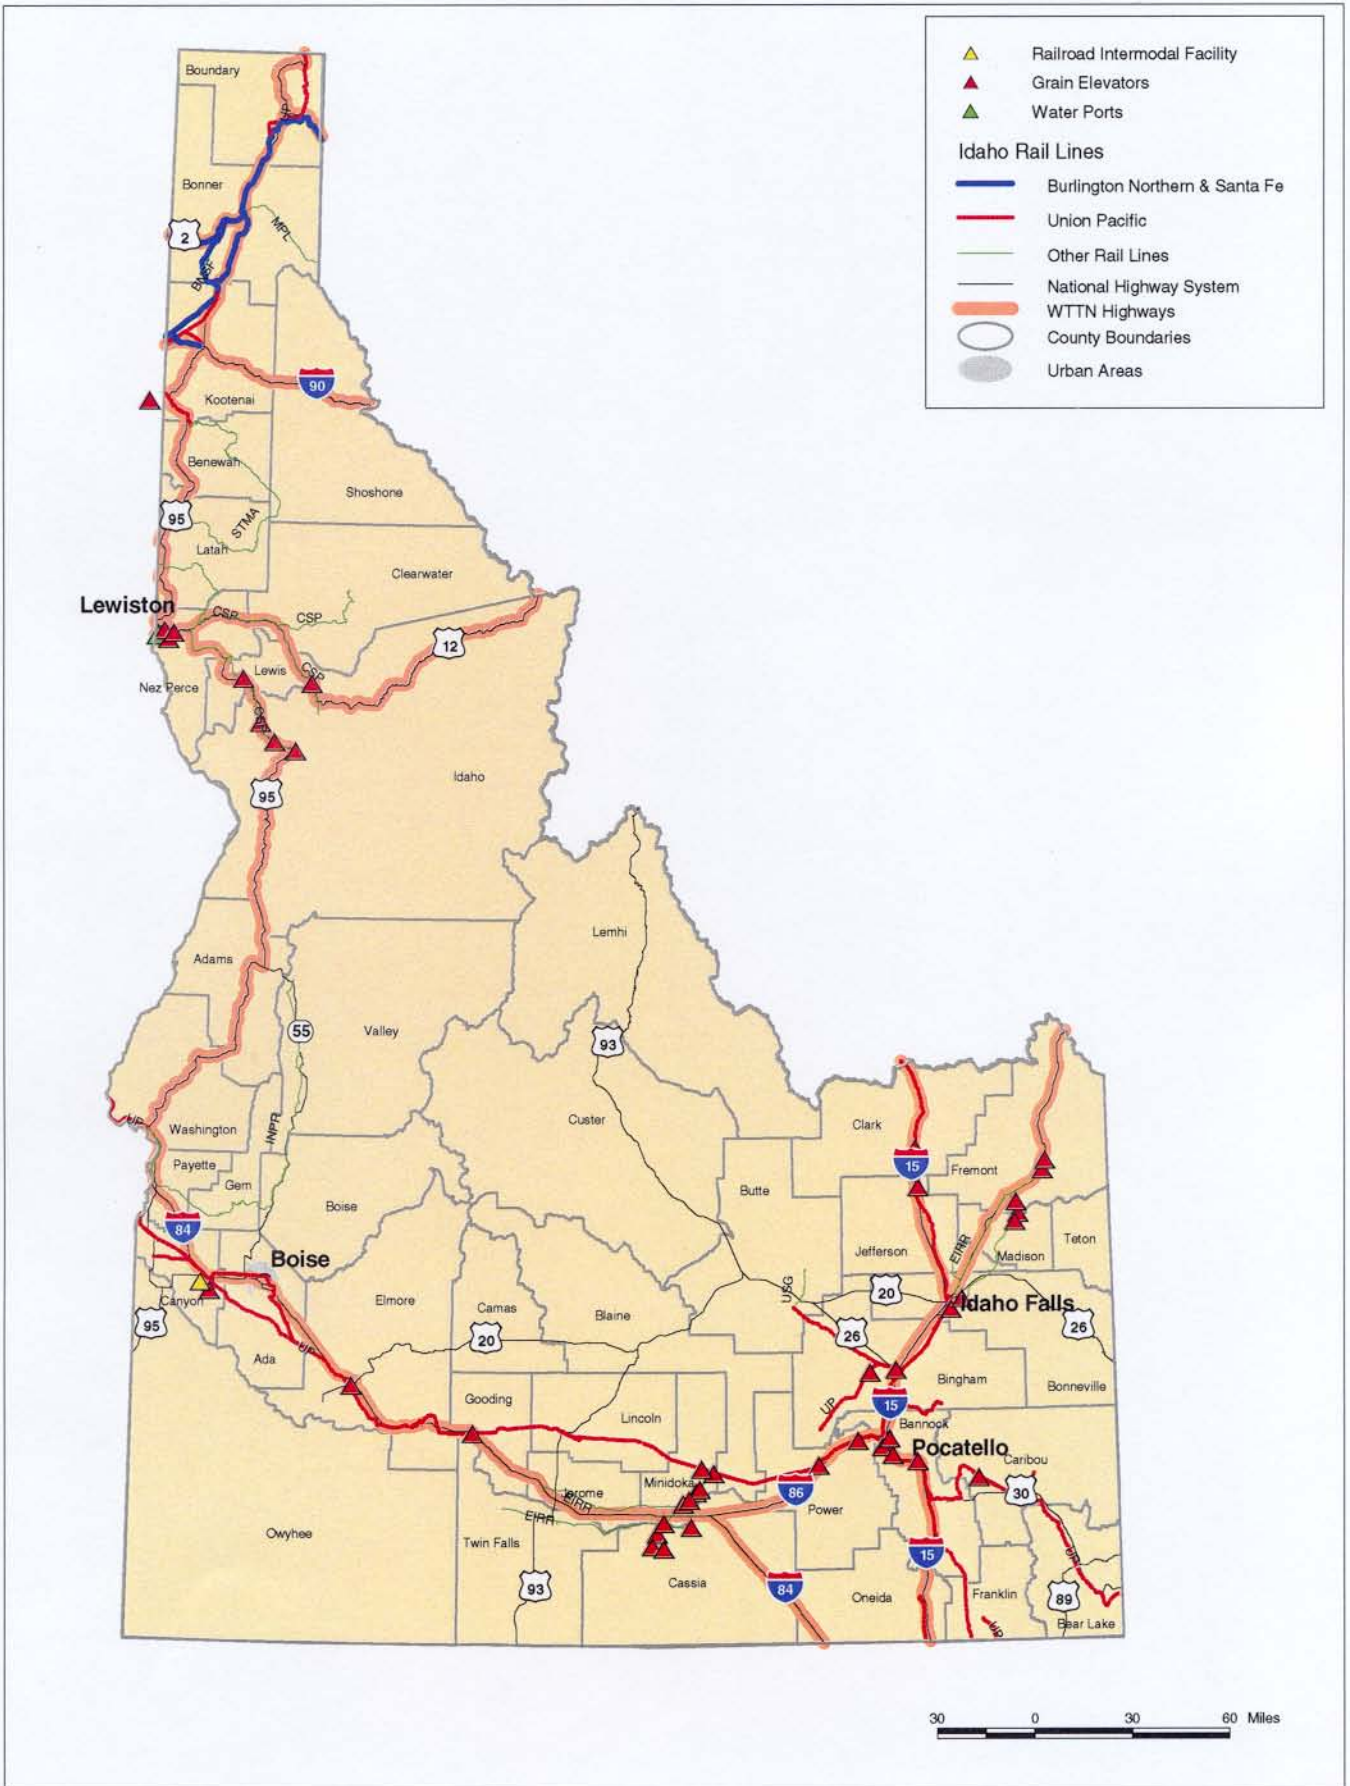 Railroad Intermodal Facility
Grain Elevators
Water Ports
Idaho Rail Lines
Burlington Northern & Santa Fe
Union Pacific
Other Rail Lines
National Highway System
WTTN Highways
County Boundaries
Urban Areas
Boundary
UP
Bonner
2
MPL
BNSF
90
Kootenai
Benewah
Shoshone
95
STMA
Latah
Clearwater
Lewiston
CSP
CSP
12
Lewis
CSP
Nez Perce
CSP
Idaho
95
Lemhi
Adams
55
Valley
93
UP
Washington
INPR
Custer
Clark
15
Fremont
Payette
Gem
Boise
Butte
84
Teton
Jefferson
EIRR
Madison
Boise
Canyon
Elmore
Camas
Blaine
USG
20
Idaho Falls
95
20
26
26
Ada
UP
Gooding
Lincoln
UP
15
Bingham
Bonneville
Bannock
Pocatello
Caribou
Minidoka
Jerome
EIRR
EIRR
86
Power
30
Owyhee
Twin Falls
15
UP
93
Cassia
84
Oneida
Franklin
89
UP
Bear Lake
30 0 30 60 Miles